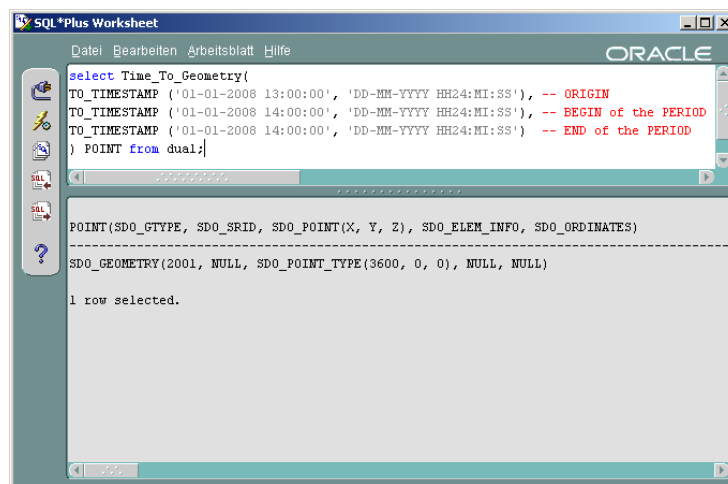 SQL*Plus Worksheet
Datei Bearbeiten Arbeitsblatt Hilfe
ORACLE
select Time_To_Geometry(
TO_TIMESTAMP ('01-01-2008 13:00:00', 'DD-MM-YYYY HH24:MI:SS'), -- ORIGIN
TO_TIMESTAMP ('01-01-2008 14:00:00', 'DD-MM-YYYY HH24:MI:SS'), -- BEGIN of the PERIOD
TO_TIMESTAMP ('01-01-2008 14:00:00', 'DD-MM-YYYY HH24:MI:SS') -- END of the PERIOD
) POINT from dual;
SQL
SQL
POINT(SDO_GTYPE, SDO_SRID, SDO_POINT(X, Y, Z), SDO_ELEM_INFO, SDO_ORDINATES)
--------------------------------------------------------------------------------
SDO_GEOMETRY(2001, NULL, SDO_POINT_TYPE(3600, 0, 0), NULL, NULL)
1 row selected.